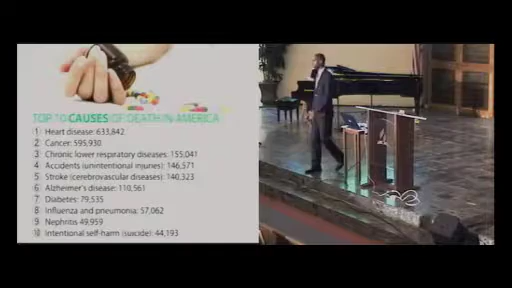 TOP 10 CAUSES OF DEATH IN AMERICA
1 Heart disease: 633,842
2 Cancer: 595,930
3 Chronic lower respiratory diseases: 155,041
4 Accidents (unintentional injuries): 146,571
5 Stroke (cerebrovascular diseases): 140,323
6 Alzheimer's disease: 110,561
7 Diabetes: 79,535
8 Influenza and pneumonia: 57,062
9 Nephritis 49,959
10 Intentional self-harm (suicide): 44,193